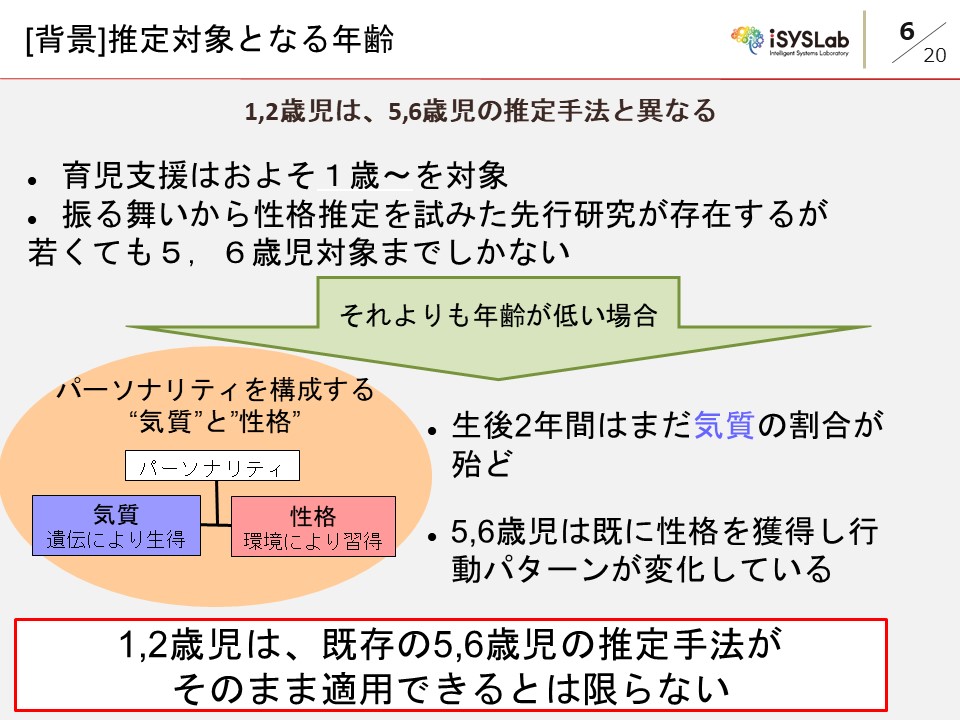 [背景]推定対象となる年齢
iSYSLab
Intelligent Systems Laboratory
6
20
1,2歳児は、5,6歳児の推定手法と異なる
● 育児支援はおよそ１歳～を対象
● 振る舞いから性格推定を試みた先行研究が存在するが
若くても５，６歳児対象までしかない
それよりも年齢が低い場合
パーソナリティを構成する
“気質”と”性格”
パーソナリティ
気質
遺伝により生得
性格
環境により習得
● 生後2年間はまだ気質の割合が
殆ど
● 5,6歳児は既に性格を獲得し行
動パターンが変化している
1,2歳児は、既存の5,6歳児の推定手法が
そのまま適用できるとは限らない